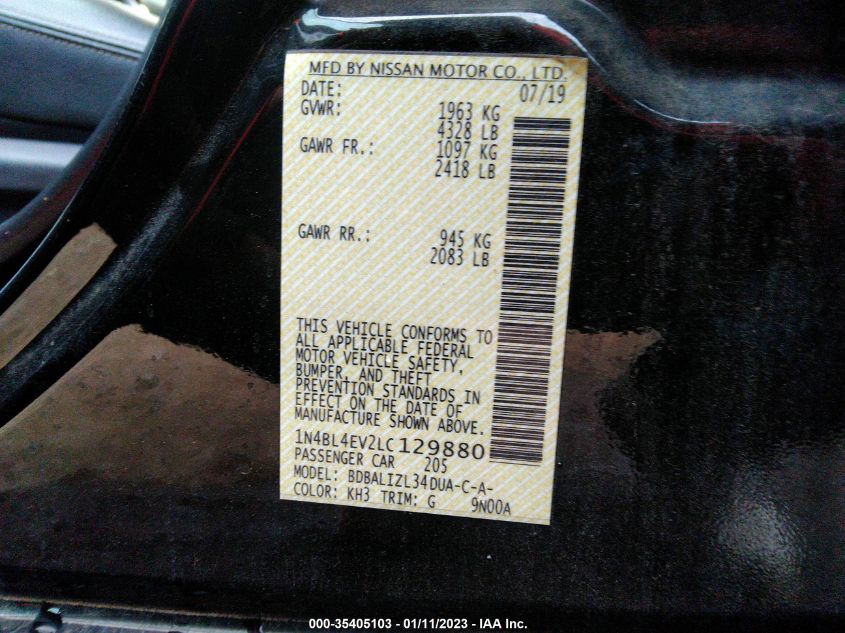 MFD BY NISSAN MOTOR CO., LTD.
DATE: 07/19
GVWR: 1963 KG
4328 LB
GAWR FR.: 1097 KG
2418 LB
GAWR RR.: 945 KG
2083 LB
THIS VEHICLE CONFORMS TO
ALL APPLICABLE FEDERAL
MOTOR VEHICLE SAFETY,
BUMPER, AND THEFT
PREVENTION STANDARDS IN
EFFECT ON THE DATE OF
MANUFACTURE SHOWN ABOVE.
1N4BL4EV2LC129880
PASSENGER CAR 205
MODEL: BDBALIZL34DUA-C-A-
COLOR: KH3 TRIM: G 9N00A
000-35405103 - 01/11/2023 - IAA Inc.